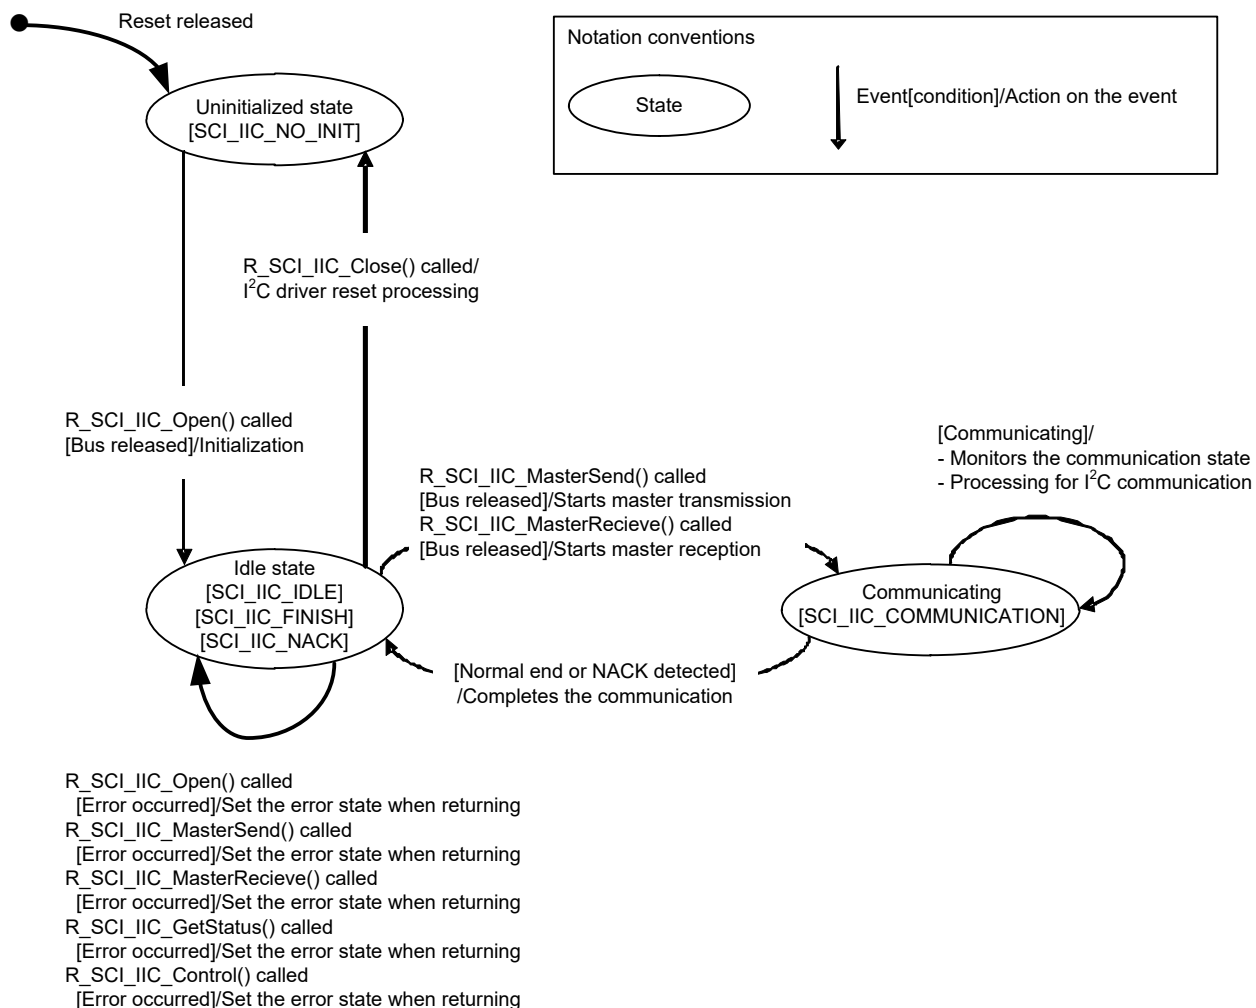 Reset released
Notation conventions
State
Event[condition]/Action on the event
Uninitialized state
[SCI_IIC_NO_INIT]
R_SCI_IIC_Close() called/
I²C driver reset processing
R_SCI_IIC_Open() called
[Bus released]/Initialization
[Communicating]/
- Monitors the communication state
- Processing for I²C communication
R_SCI_IIC_MasterSend() called
[Bus released]/Starts master transmission
R_SCI_IIC_MasterRecieve() called
[Bus released]/Starts master reception
Idle state
[SCI_IIC_IDLE]
[SCI_IIC_FINISH]
[SCI_IIC_NACK]
Communicating
[SCI_IIC_COMMUNICATION]
[Normal end or NACK detected]
/Completes the communication
R_SCI_IIC_Open() called
[Error occurred]/Set the error state when returning
R_SCI_IIC_MasterSend() called
[Error occurred]/Set the error state when returning
R_SCI_IIC_MasterRecieve() called
[Error occurred]/Set the error state when returning
R_SCI_IIC_GetStatus() called
[Error occurred]/Set the error state when returning
R_SCI_IIC_Control() called
[Error occurred]/Set the error state when returning